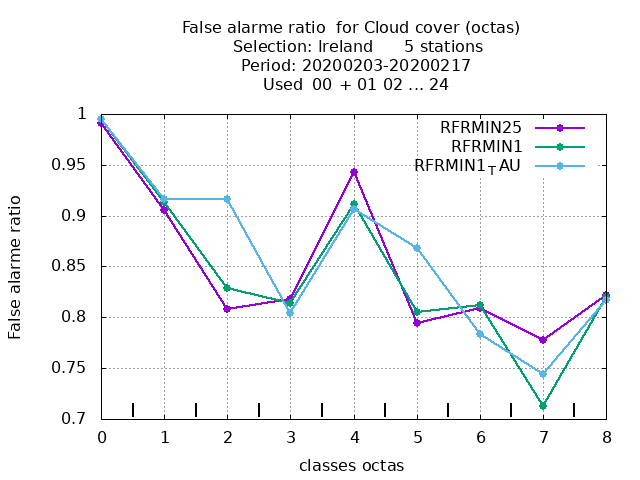 False alarme ratio  for Cloud cover (octas)
Selection: Ireland      5 stations
Period: 20200203-20200217
Used  00 + 01 02 ... 24
RFRMIN25
RFRMIN1
RFRMIN1TAU
False alarme ratio
1
0.95
0.9
0.85
0.8
0.75
0.7
0 1 2 3 4 5 6 7 8
classes octas